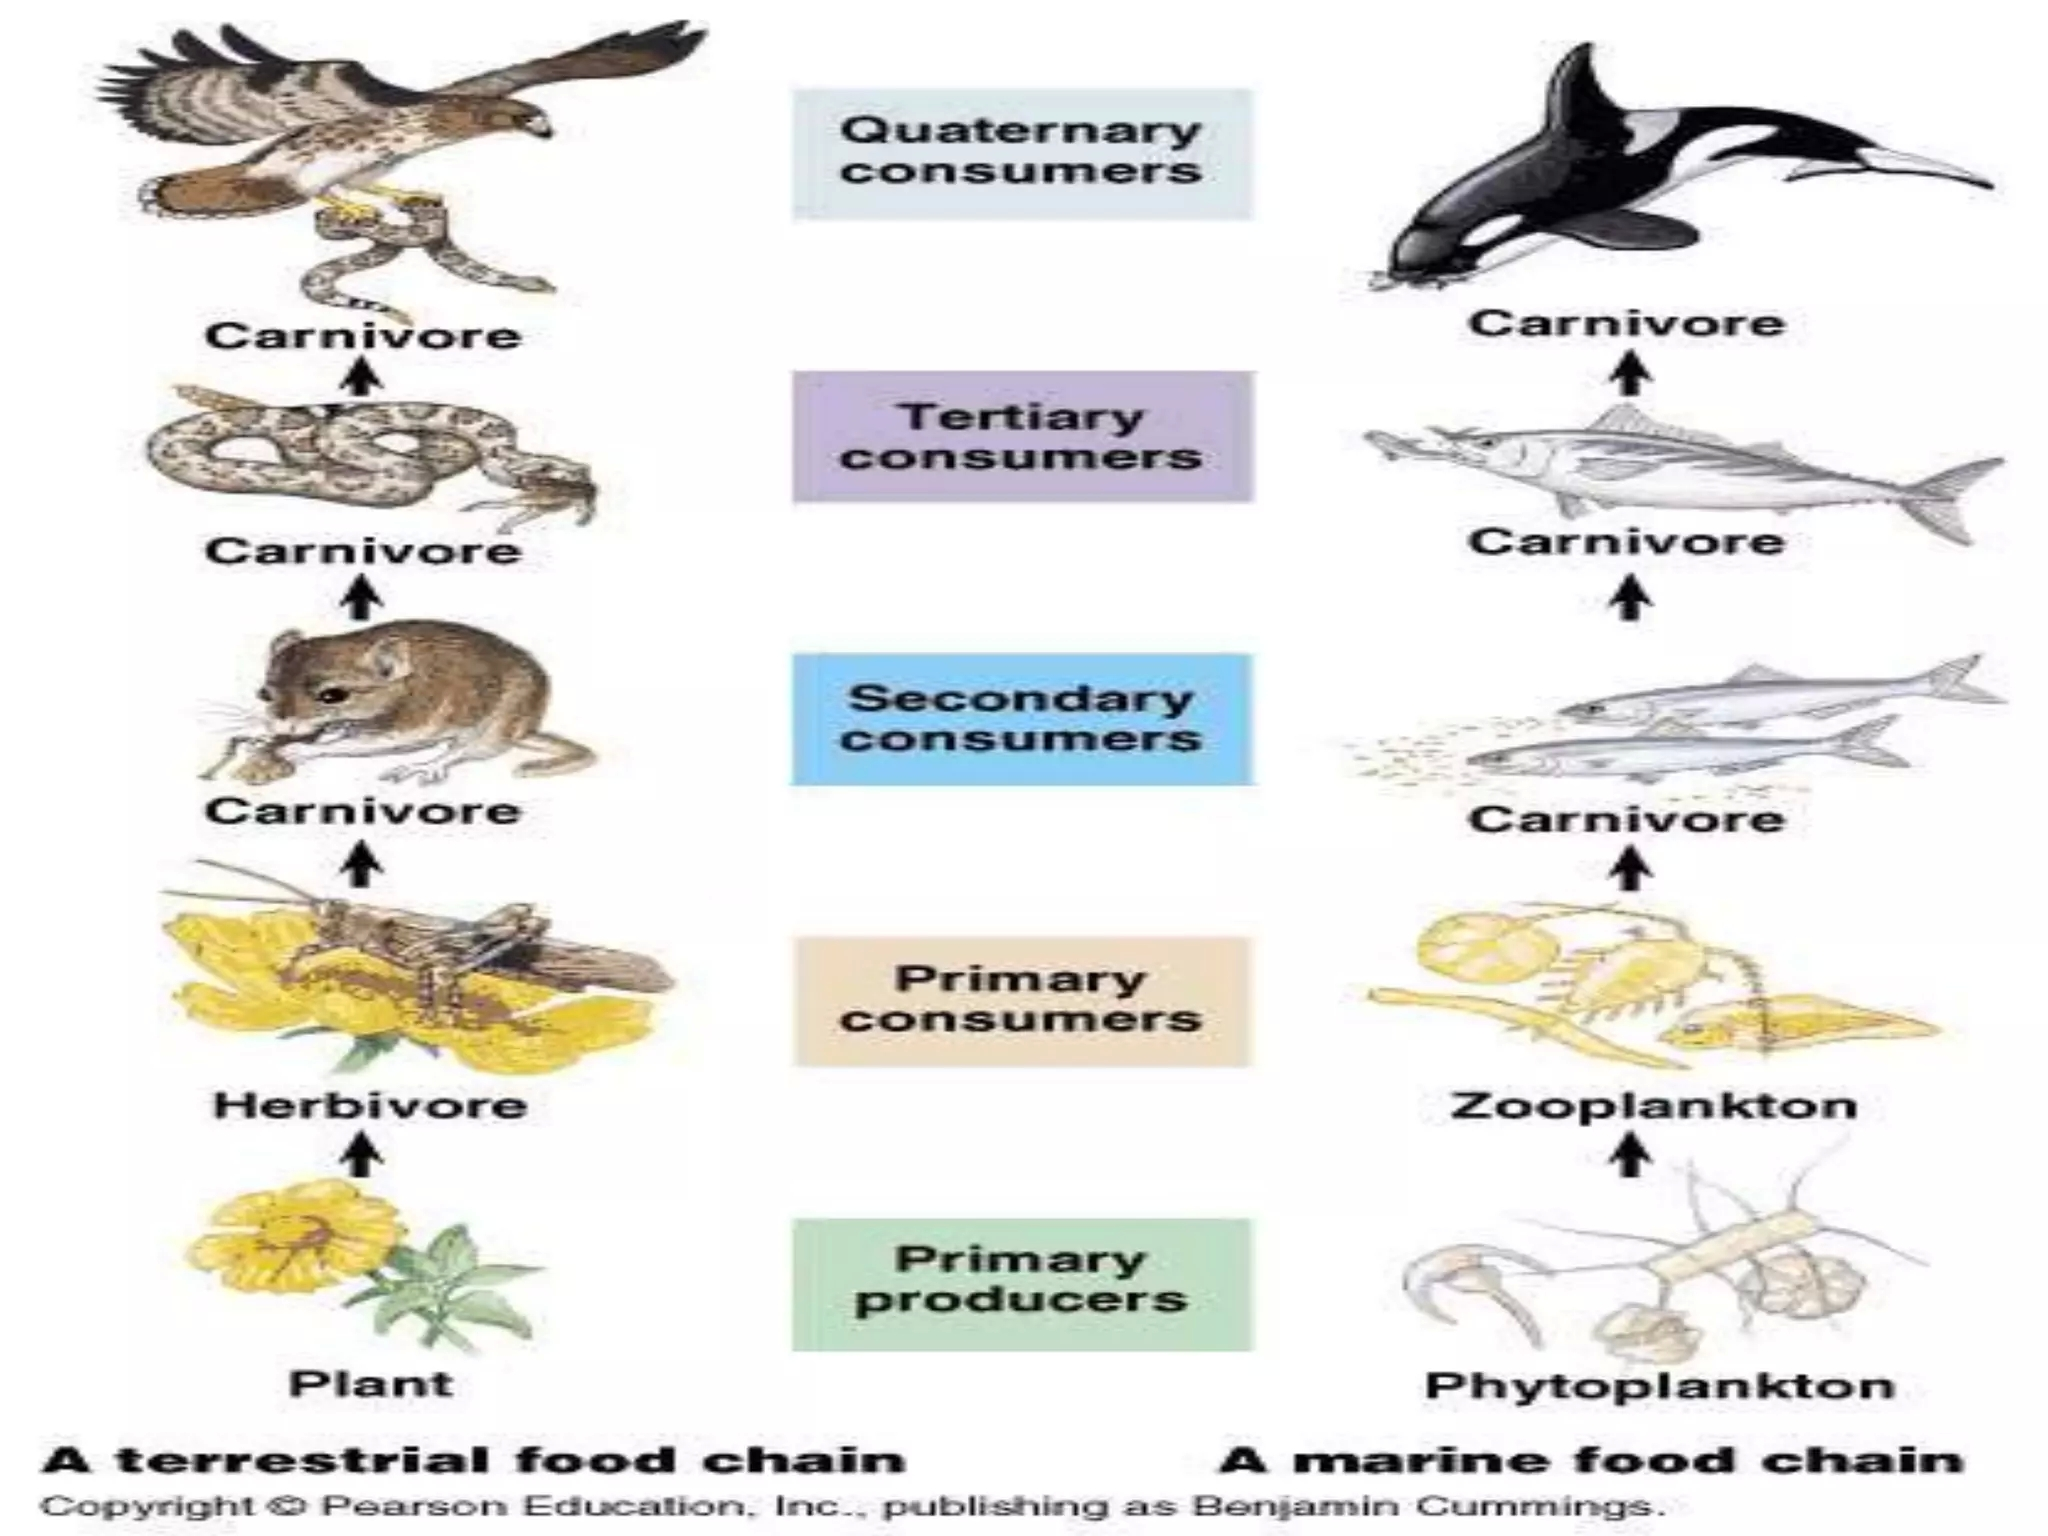 Quaternary
consumers
Carnivore
Carnivore
Tertiary
consumers
Carnivore
Carnivore
Secondary
consumers
Carnivore
Carnivore
Primary
consumers
Herbivore
Zooplankton
Primary
producers
Plant
Phytoplankton
A terrestrial food chain
A marine food chain
Copyright © Pearson Education, Inc., publishing as Benjamin Cummings.